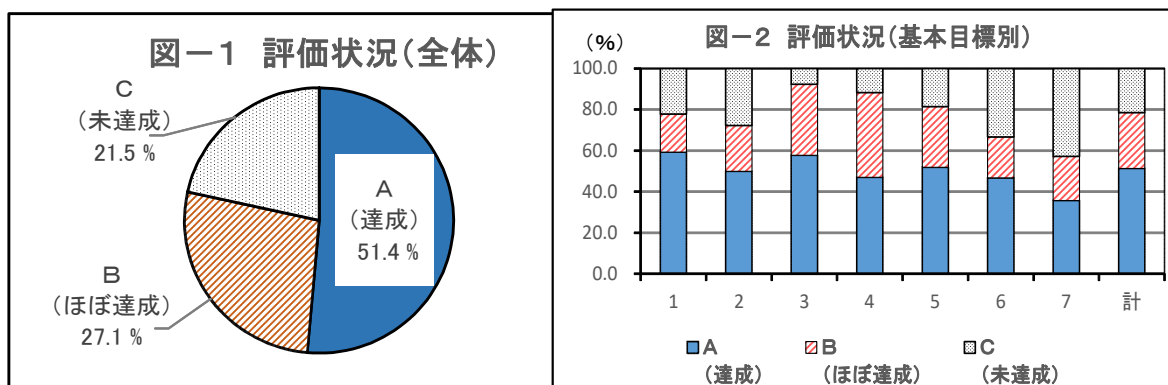 図－1 評価状況（全体）
C
（未達成）
21.5 %
A
（達成）
51.4 %
B
（ほぼ達成）
27.1 %
図－2 評価状況（基本目標別）
（%）
100.0
80.0
60.0
40.0
20.0
0.0
1 2 3 4 5 6 7 計
A
（達成）
B
（ほぼ達成）
C
（未達成）